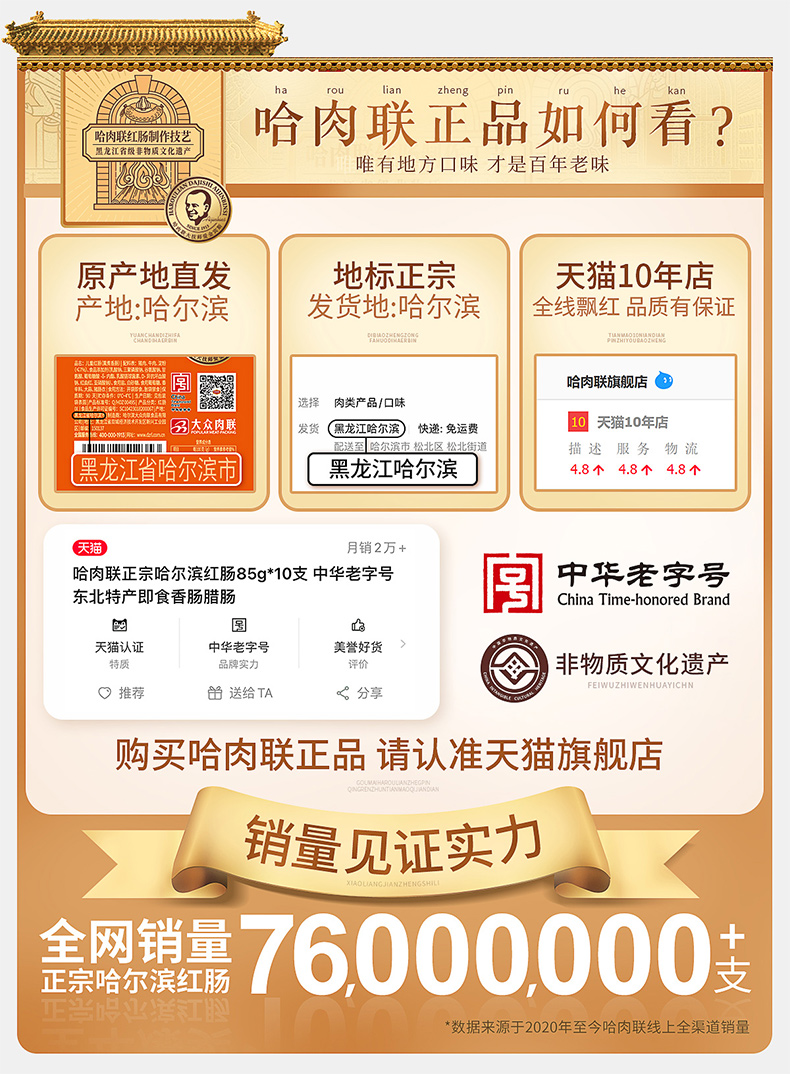 ha rou lian zheng pin ru he kan
哈肉联正品如何看？
唯有地方口味 才是百年老味
哈肉联红肠制作技艺
黑龙江省级非物质文化遗产
SINCE 1913
原产地直发
产地:哈尔滨
YUANCHANDIZHIFA
CHANDIHAERBIN
大众肉联
POPULAR MEAT-PACKING
黑龙江省哈尔滨市
地标正宗
发货地:哈尔滨
DIBIAOZHENGZONG
FAHUODIHAERBIN
选择 肉类产品/口味
发货 黑龙江哈尔滨 快递: 免运费
配送至 哈尔滨市 松北区 松北街道
黑龙江哈尔滨
天猫10年店
全线飘红 品质有保证
TIANMAOSONIANDIAN
PINZHIYOUBAOZHENG
哈肉联旗舰店
10 天猫10年店
描述 服务 物流
4.8↑ 4.8↑ 4.8↑
天猫 月销2万+
哈肉联正宗哈尔滨红肠85g*10支 中华老字号
东北特产即食香肠腊肠
天猫认证 中华老字号 美誉好货
特质 品牌实力 评价
推荐 送给TA 分享
中华老字号
China Time-honored Brand
非物质文化遗产
FEIWUZHIWENHUAYICHN
购买哈肉联正品 请认准天猫旗舰店
销量见证实力
XIAOLIANGJIANZHENGSHILI
全网销量
正宗哈尔滨红肠
76,000,000+支
*数据来源于2020年至今哈肉联线上全渠道销量